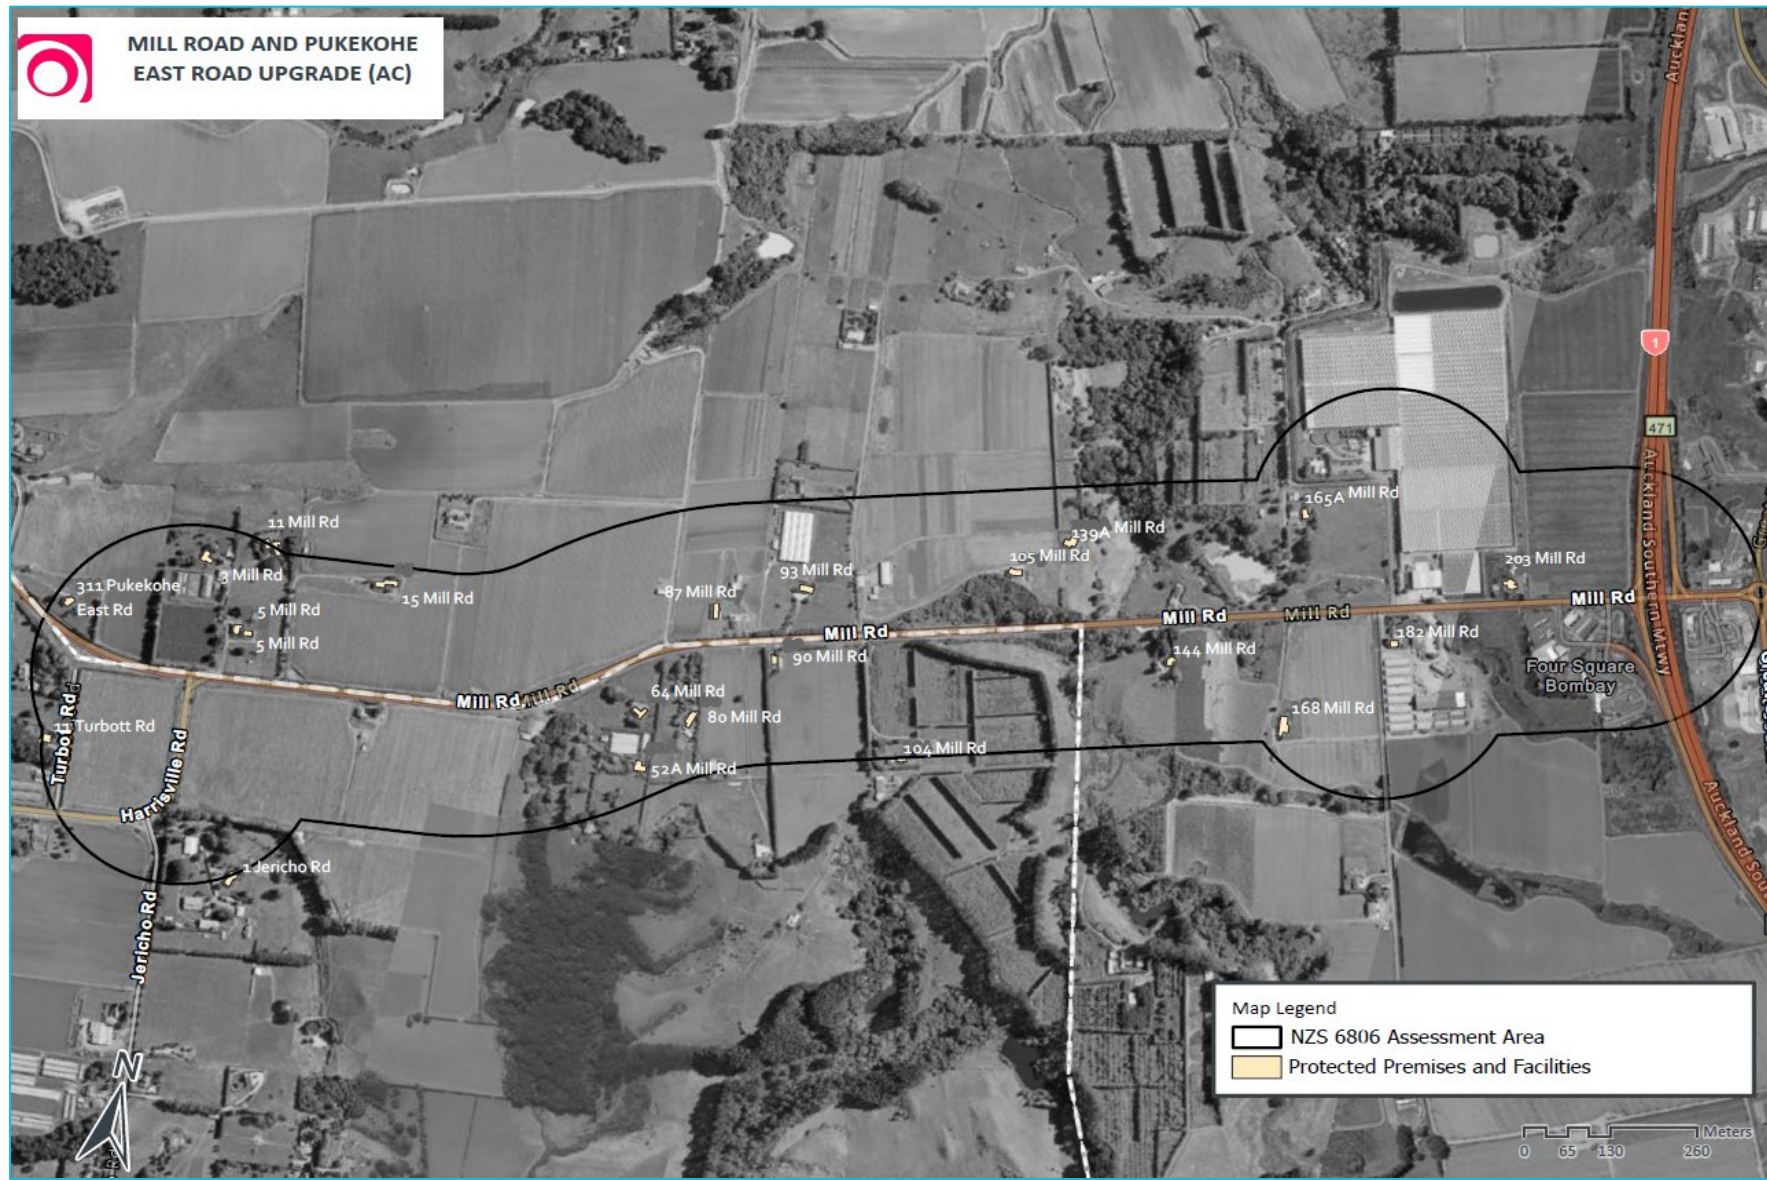 MILL ROAD AND PUKEKOHE
EAST ROAD UPGRADE (AC)
Auckland
1
471
Auckland Southern Mtwy
165A Mill Rd
11 Mill Rd
139A Mill Rd
105 Mill Rd
203 Mill Rd
3 Mill Rd
93 Mill Rd
311 Pukekohe
East Rd
15 Mill Rd
87 Mill Rd
Mill Rd
5 Mill Rd
Mill Rd
Mill Rd
Mill Rd
182 Mill Rd
5 Mill Rd
90 Mill Rd
144 Mill Rd
Four Square
Bombay
Mill Rd
Mill Rd
64 Mill Rd
80 Mill Rd
168 Mill Rd
11 Turbott Rd
Turbott Rd
104 Mill Rd
52A Mill Rd
Harrisville Rd
1 Jericho Rd
Jericho Rd
Auckland Sou
Map Legend
NZS 6806 Assessment Area
Protected Premises and Facilities
N
Meters
0 65 130 260